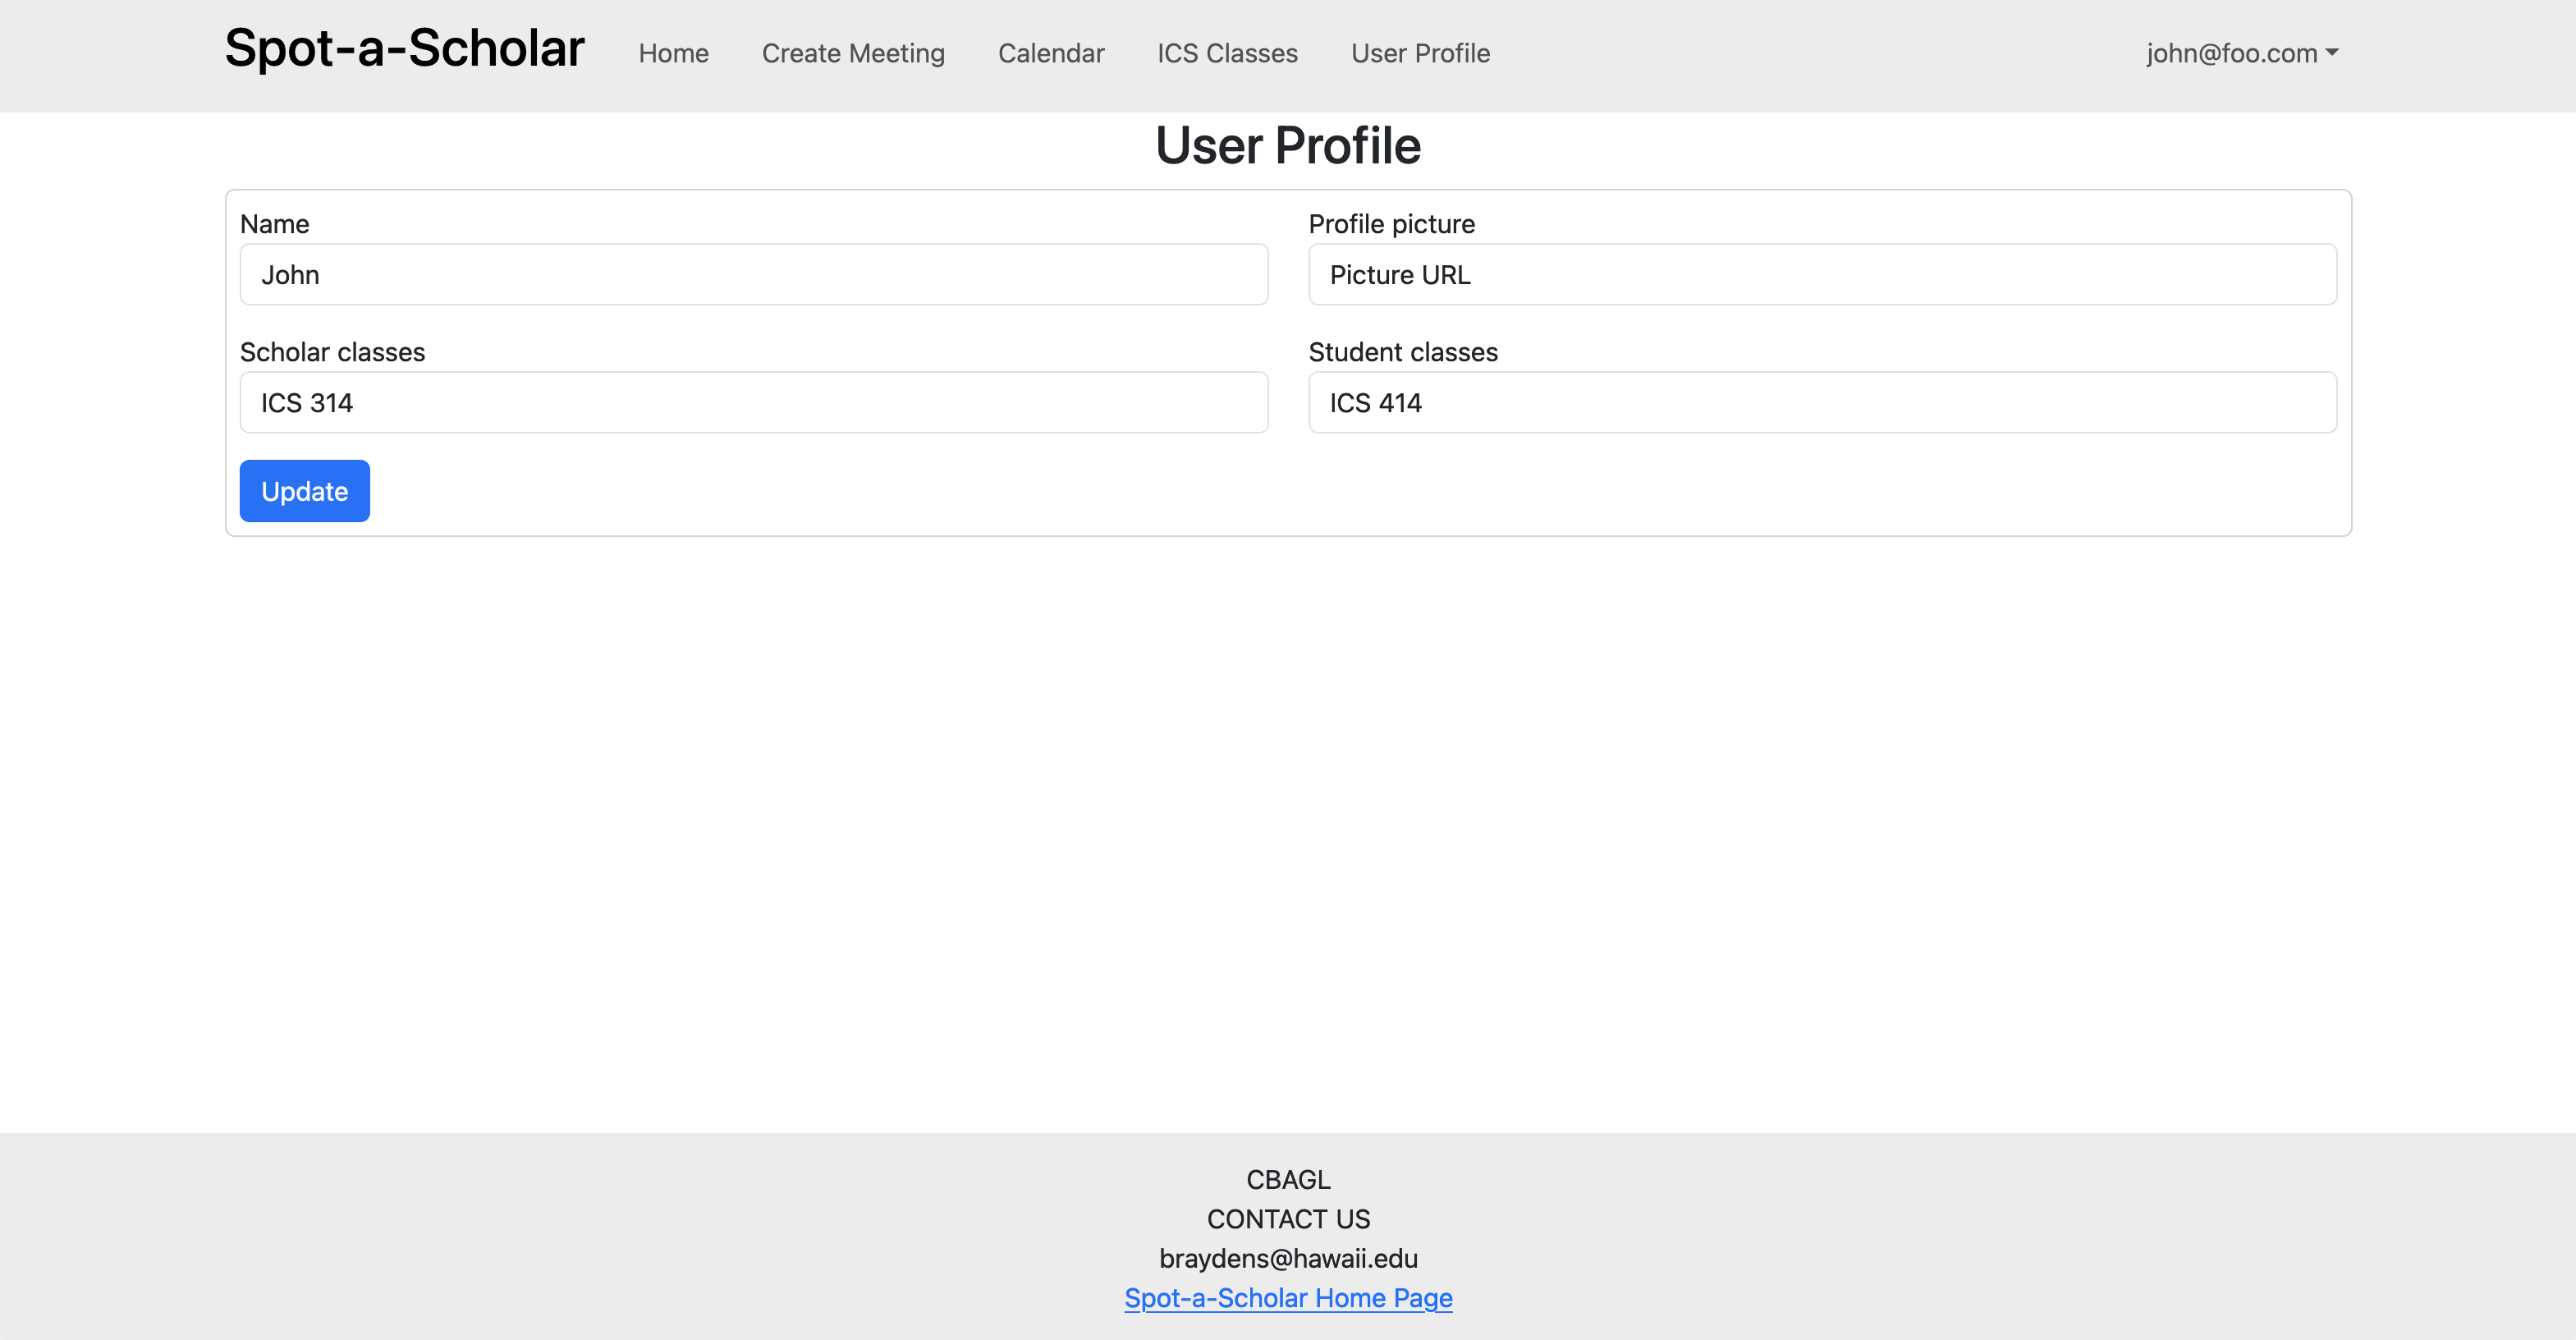 Spot-a-Scholar Home Create Meeting Calendar ICS Classes User Profile john@foo.com
User Profile
Name Profile picture
John Picture URL
Scholar classes Student classes
ICS 314 ICS 414
Update
CBAGL
CONTACT US
braydens@hawaii.edu
Spot-a-Scholar Home Page